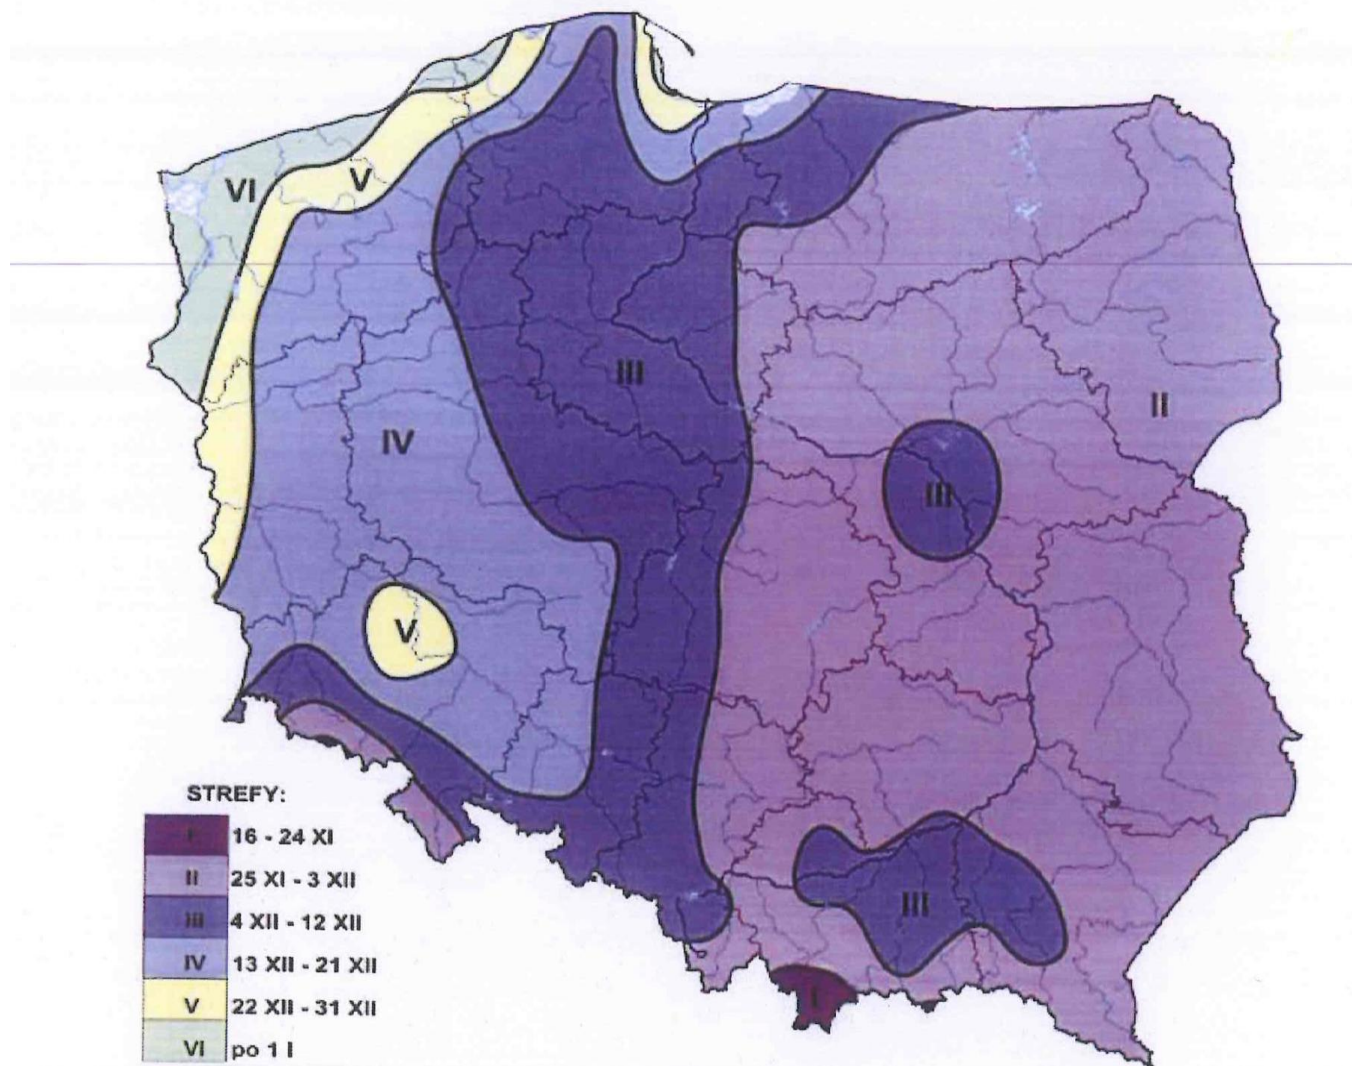 VI
V
III
IV
II
III
V
III
I
STREFY:
I 16 - 24 XI
II 25 XI - 3 XII
III 4 XII - 12 XII
IV 13 XII - 21 XII
V 22 XII - 31 XII
VI po 1 I